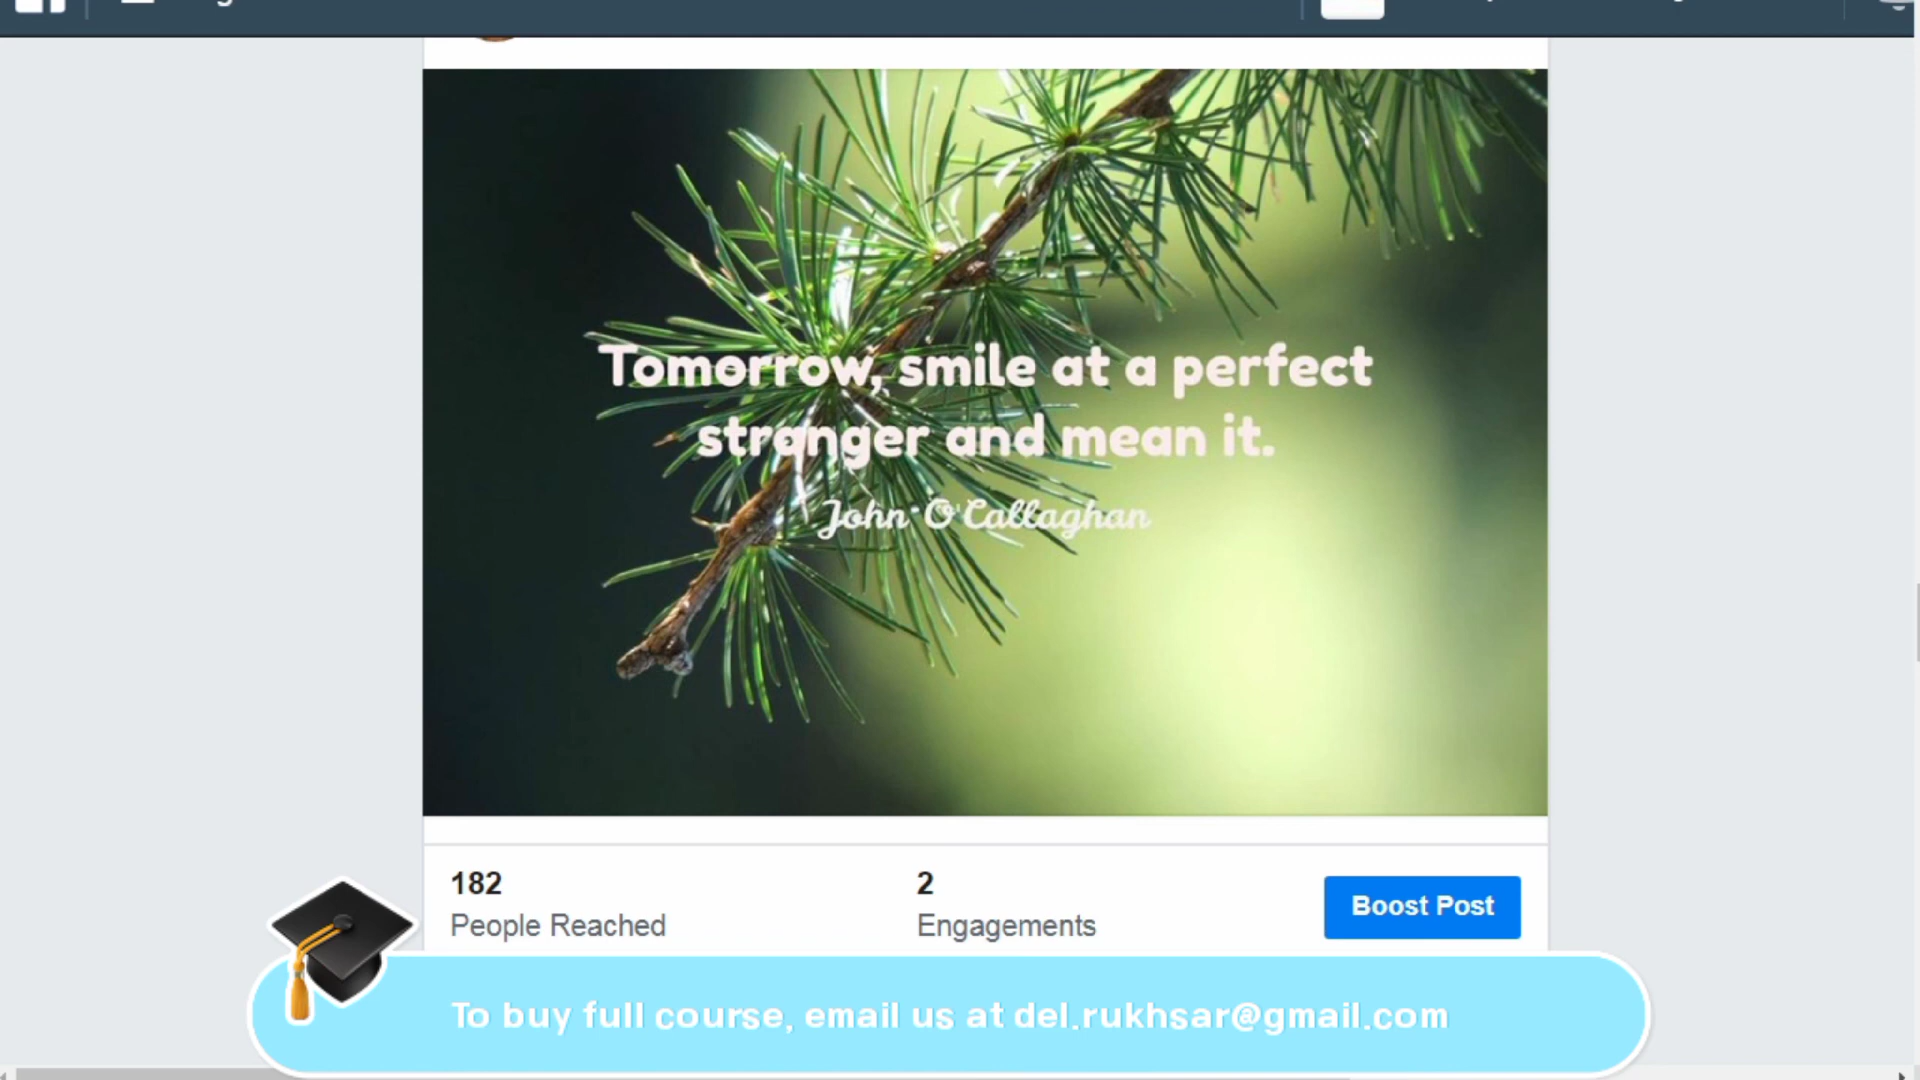 Tomorrow, smile at a perfect
stranger and mean it.
John O'Callaghan
182
People Reached
2
Engagements
Boost Post
To buy full course, email us at del.rukhsar@gmail.com